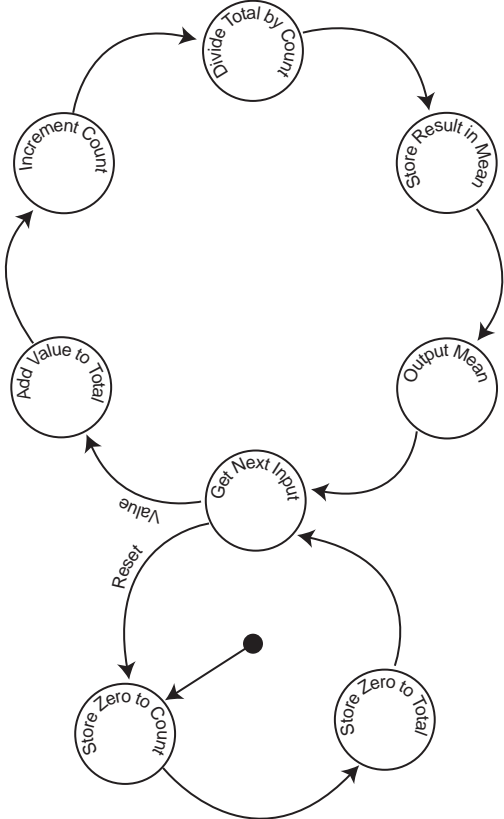 Divide Total by Count
Increment Count
Store Result in Mean
Add Value to Total
Output Mean
Get Next Input
Value
Reset
Store Zero to Count
Store Zero to Total